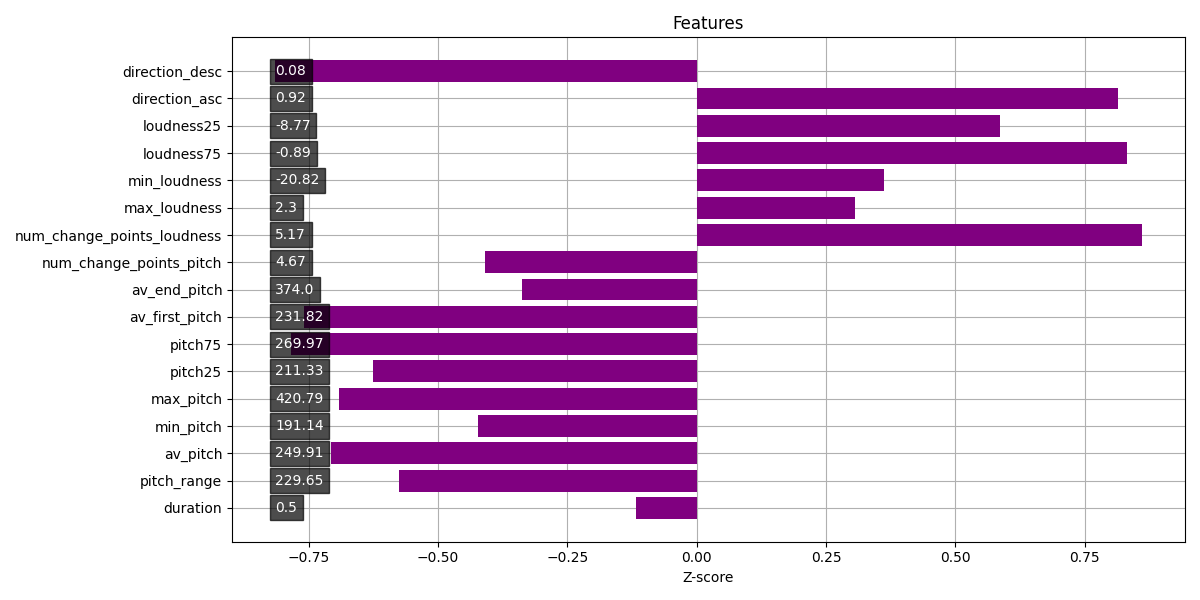 Features
direction_desc 0.08
direction_asc 0.92
loudness25 -8.77
loudness75 -0.89
min_loudness -20.82
max_loudness 2.3
num_change_points_loudness 5.17
num_change_points_pitch 4.67
av_end_pitch 374.0
av_first_pitch 231.82
pitch75 269.97
pitch25 211.33
max_pitch 420.79
min_pitch 191.14
av_pitch 249.91
pitch_range 229.65
duration 0.5
−0.75 −0.50 −0.25 0.00 0.25 0.50 0.75
Z-score